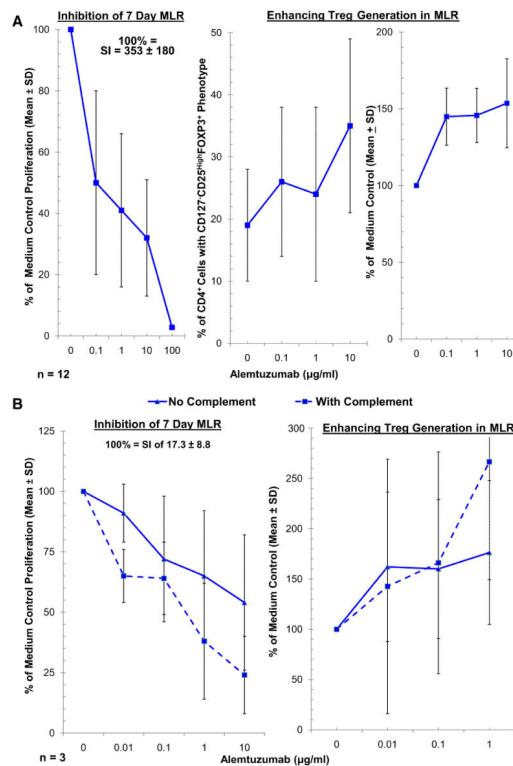 A
Inhibition of 7 Day MLR
100% =
SI = 353 ± 180
% of Medium Control Proliferation (Mean ± SD)
100
80
60
40
20
0
0
0.1
1
10
100
n = 12
Enhancing Treg Generation in MLR
% of CD4⁺ Cells with CD127⁻CD25ᴴⁱᵍʰFOXP3⁺ Phenotype
60
50
40
30
20
10
0
0
0.1
1
10
% of Medium Control (Mean ± SD)
200
150
100
50
0
0
0.1
1
10
Alemtuzumab (µg/ml)
B
No Complement
With Complement
Inhibition of 7 Day MLR
100% = SI of 17.3 ± 8.8
% of Medium Control Proliferation (Mean ± SD)
125
100
75
50
25
0
0
0.01
0.1
1
10
n = 3
Enhancing Treg Generation in MLR
% of Medium Control (Mean ± SD)
300
250
200
150
100
50
0
0
0.01
0.1
1
Alemtuzumab (µg/ml)